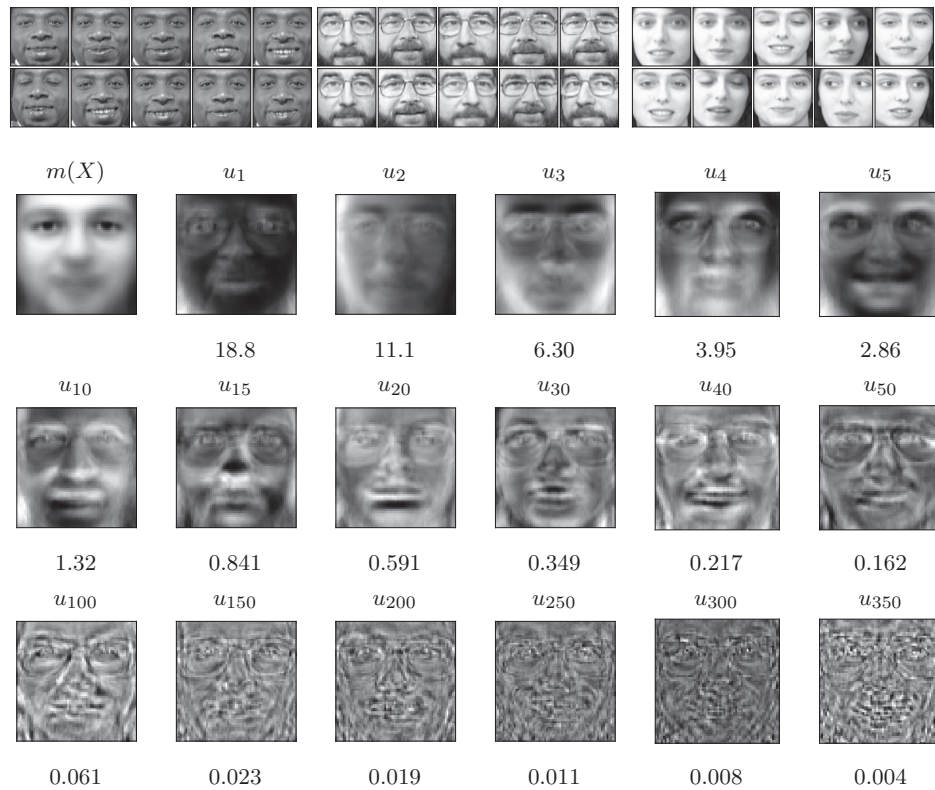 m(X) u₁ u₂ u₃ u₄ u₅
18.8 11.1 6.30 3.95 2.86
u₁₀ u₁₅ u₂₀ u₃₀ u₄₀ u₅₀
1.32 0.841 0.591 0.349 0.217 0.162
u₁₀₀ u₁₅₀ u₂₀₀ u₂₅₀ u₃₀₀ u₃₅₀
0.061 0.023 0.019 0.011 0.008 0.004